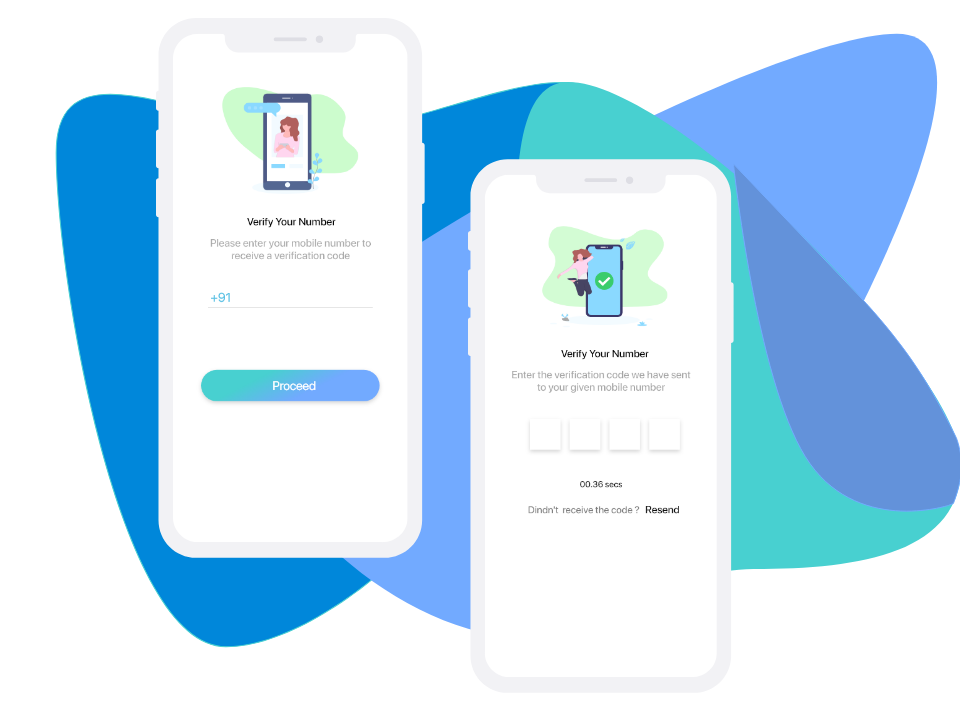 Verify Your Number
Please enter your mobile number to
receive a verification code
+91
Proceed
Verify Your Number
Enter the verification code we have sent
to your given mobile number
00.36 secs
Dindn't receive the code ? Resend